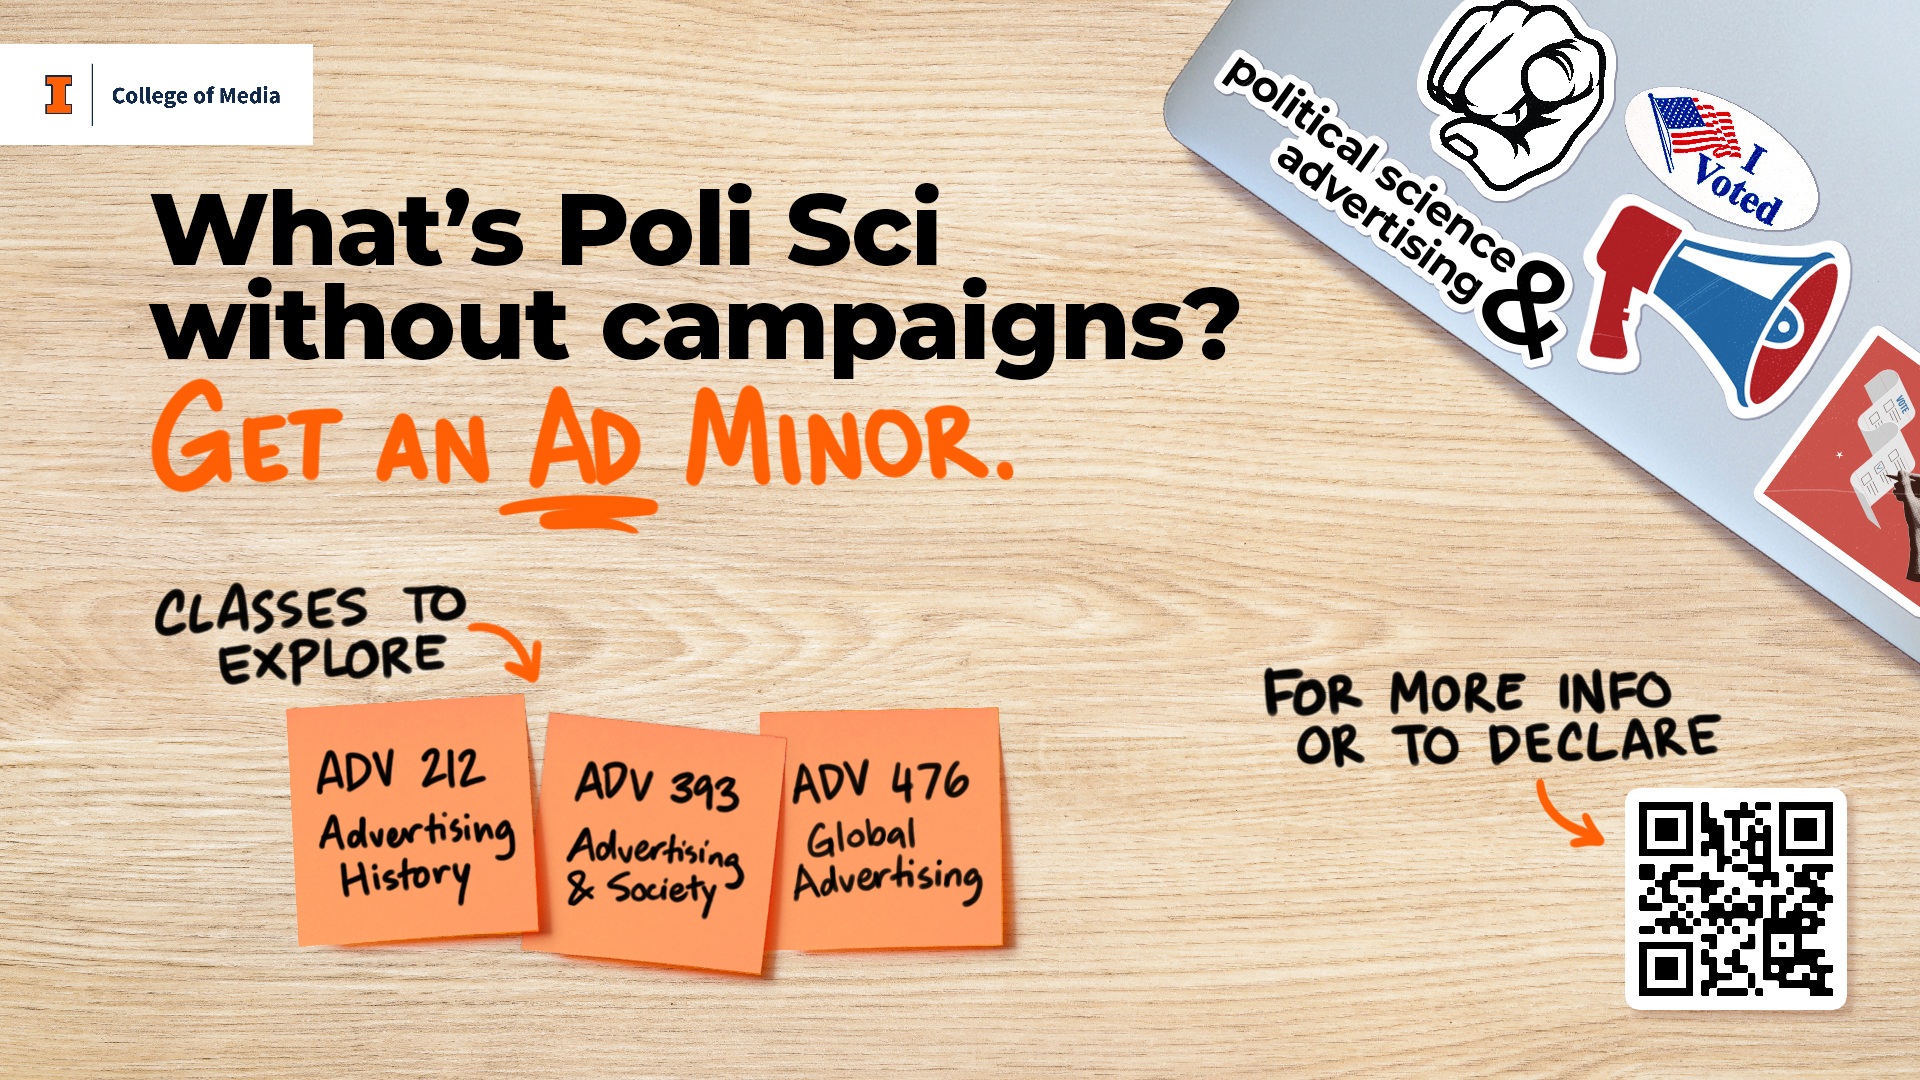 I
College of Media
political science
advertising
&
I
Voted
VOTE
What's Poli Sci
without campaigns?
GET AN AD MINOR.
CLASSES TO
EXPLORE
ADV 212
Advertising
History
ADV 393
Advertising
& Society
ADV 476
Global
Advertising
FOR MORE INFO
OR TO DECLARE